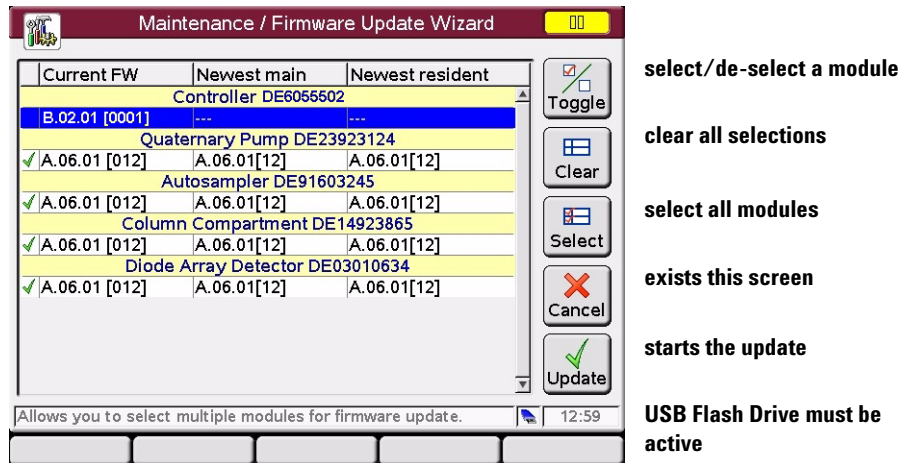 Maintenance / Firmware Update Wizard
Current FW Newest main Newest resident
Controller DE6055502
B.02.01 [0001] --- ---
Quaternary Pump DE23923124
A.06.01 [012] A.06.01[12] A.06.01[12]
Autosampler DE91603245
A.06.01 [012] A.06.01[12] A.06.01[12]
Column Compartment DE14923865
A.06.01 [012] A.06.01[12] A.06.01[12]
Diode Array Detector DE03010634
A.06.01 [012] A.06.01[12] A.06.01[12]
Allows you to select multiple modules for firmware update.
12:59
Toggle
Clear
Select
Cancel
Update
select/de-select a module
clear all selections
select all modules
exists this screen
starts the update
USB Flash Drive must be
active